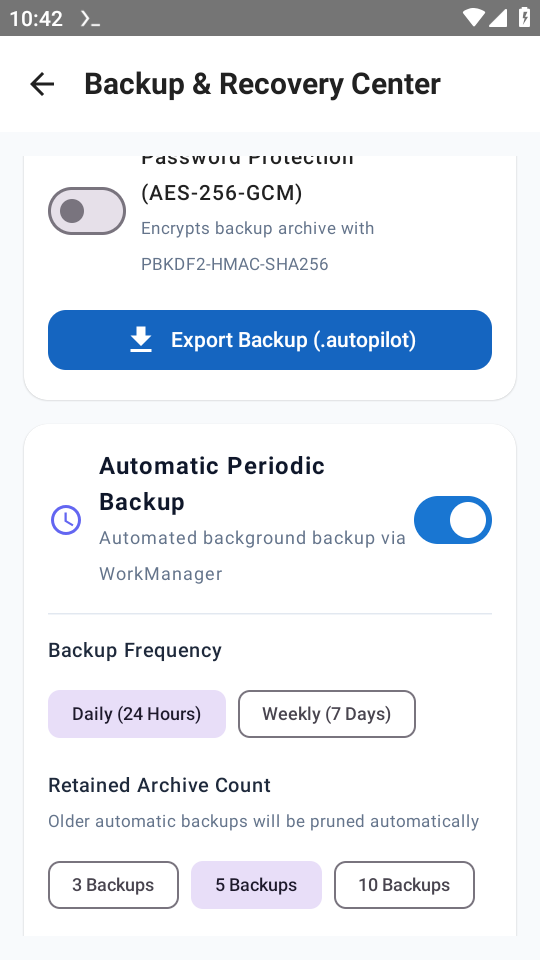 10:42
Backup & Recovery Center
Password Protection
(AES-256-GCM)
Encrypts backup archive with
PBKDF2-HMAC-SHA256
Export Backup (.autopilot)
Automatic Periodic
Backup
Automated background backup via
WorkManager
Backup Frequency
Daily (24 Hours)
Weekly (7 Days)
Retained Archive Count
Older automatic backups will be pruned automatically
3 Backups
5 Backups
10 Backups